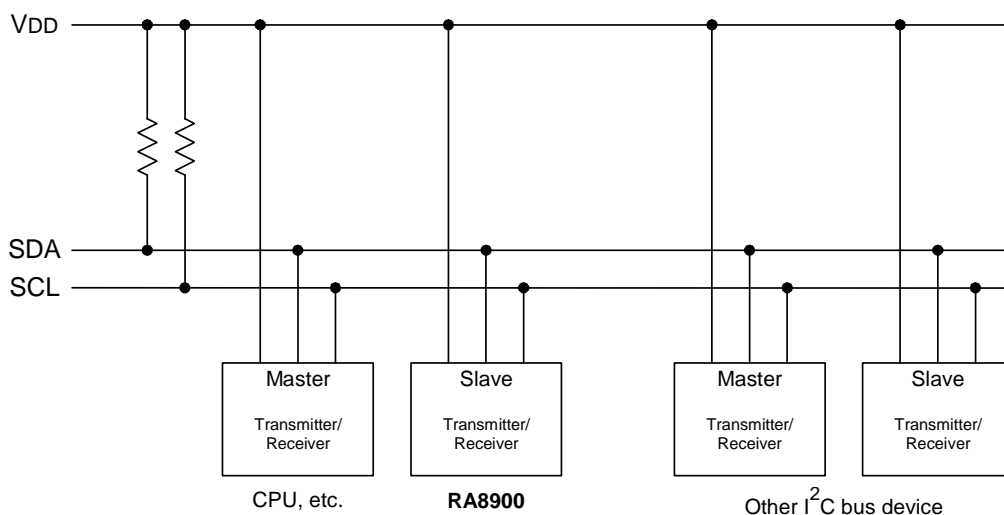 VDD
SDA
SCL
Master
Transmitter/
Receiver
Slave
Transmitter/
Receiver
Master
Transmitter/
Receiver
Slave
Transmitter/
Receiver
CPU, etc.
RA8900
Other I²C bus device